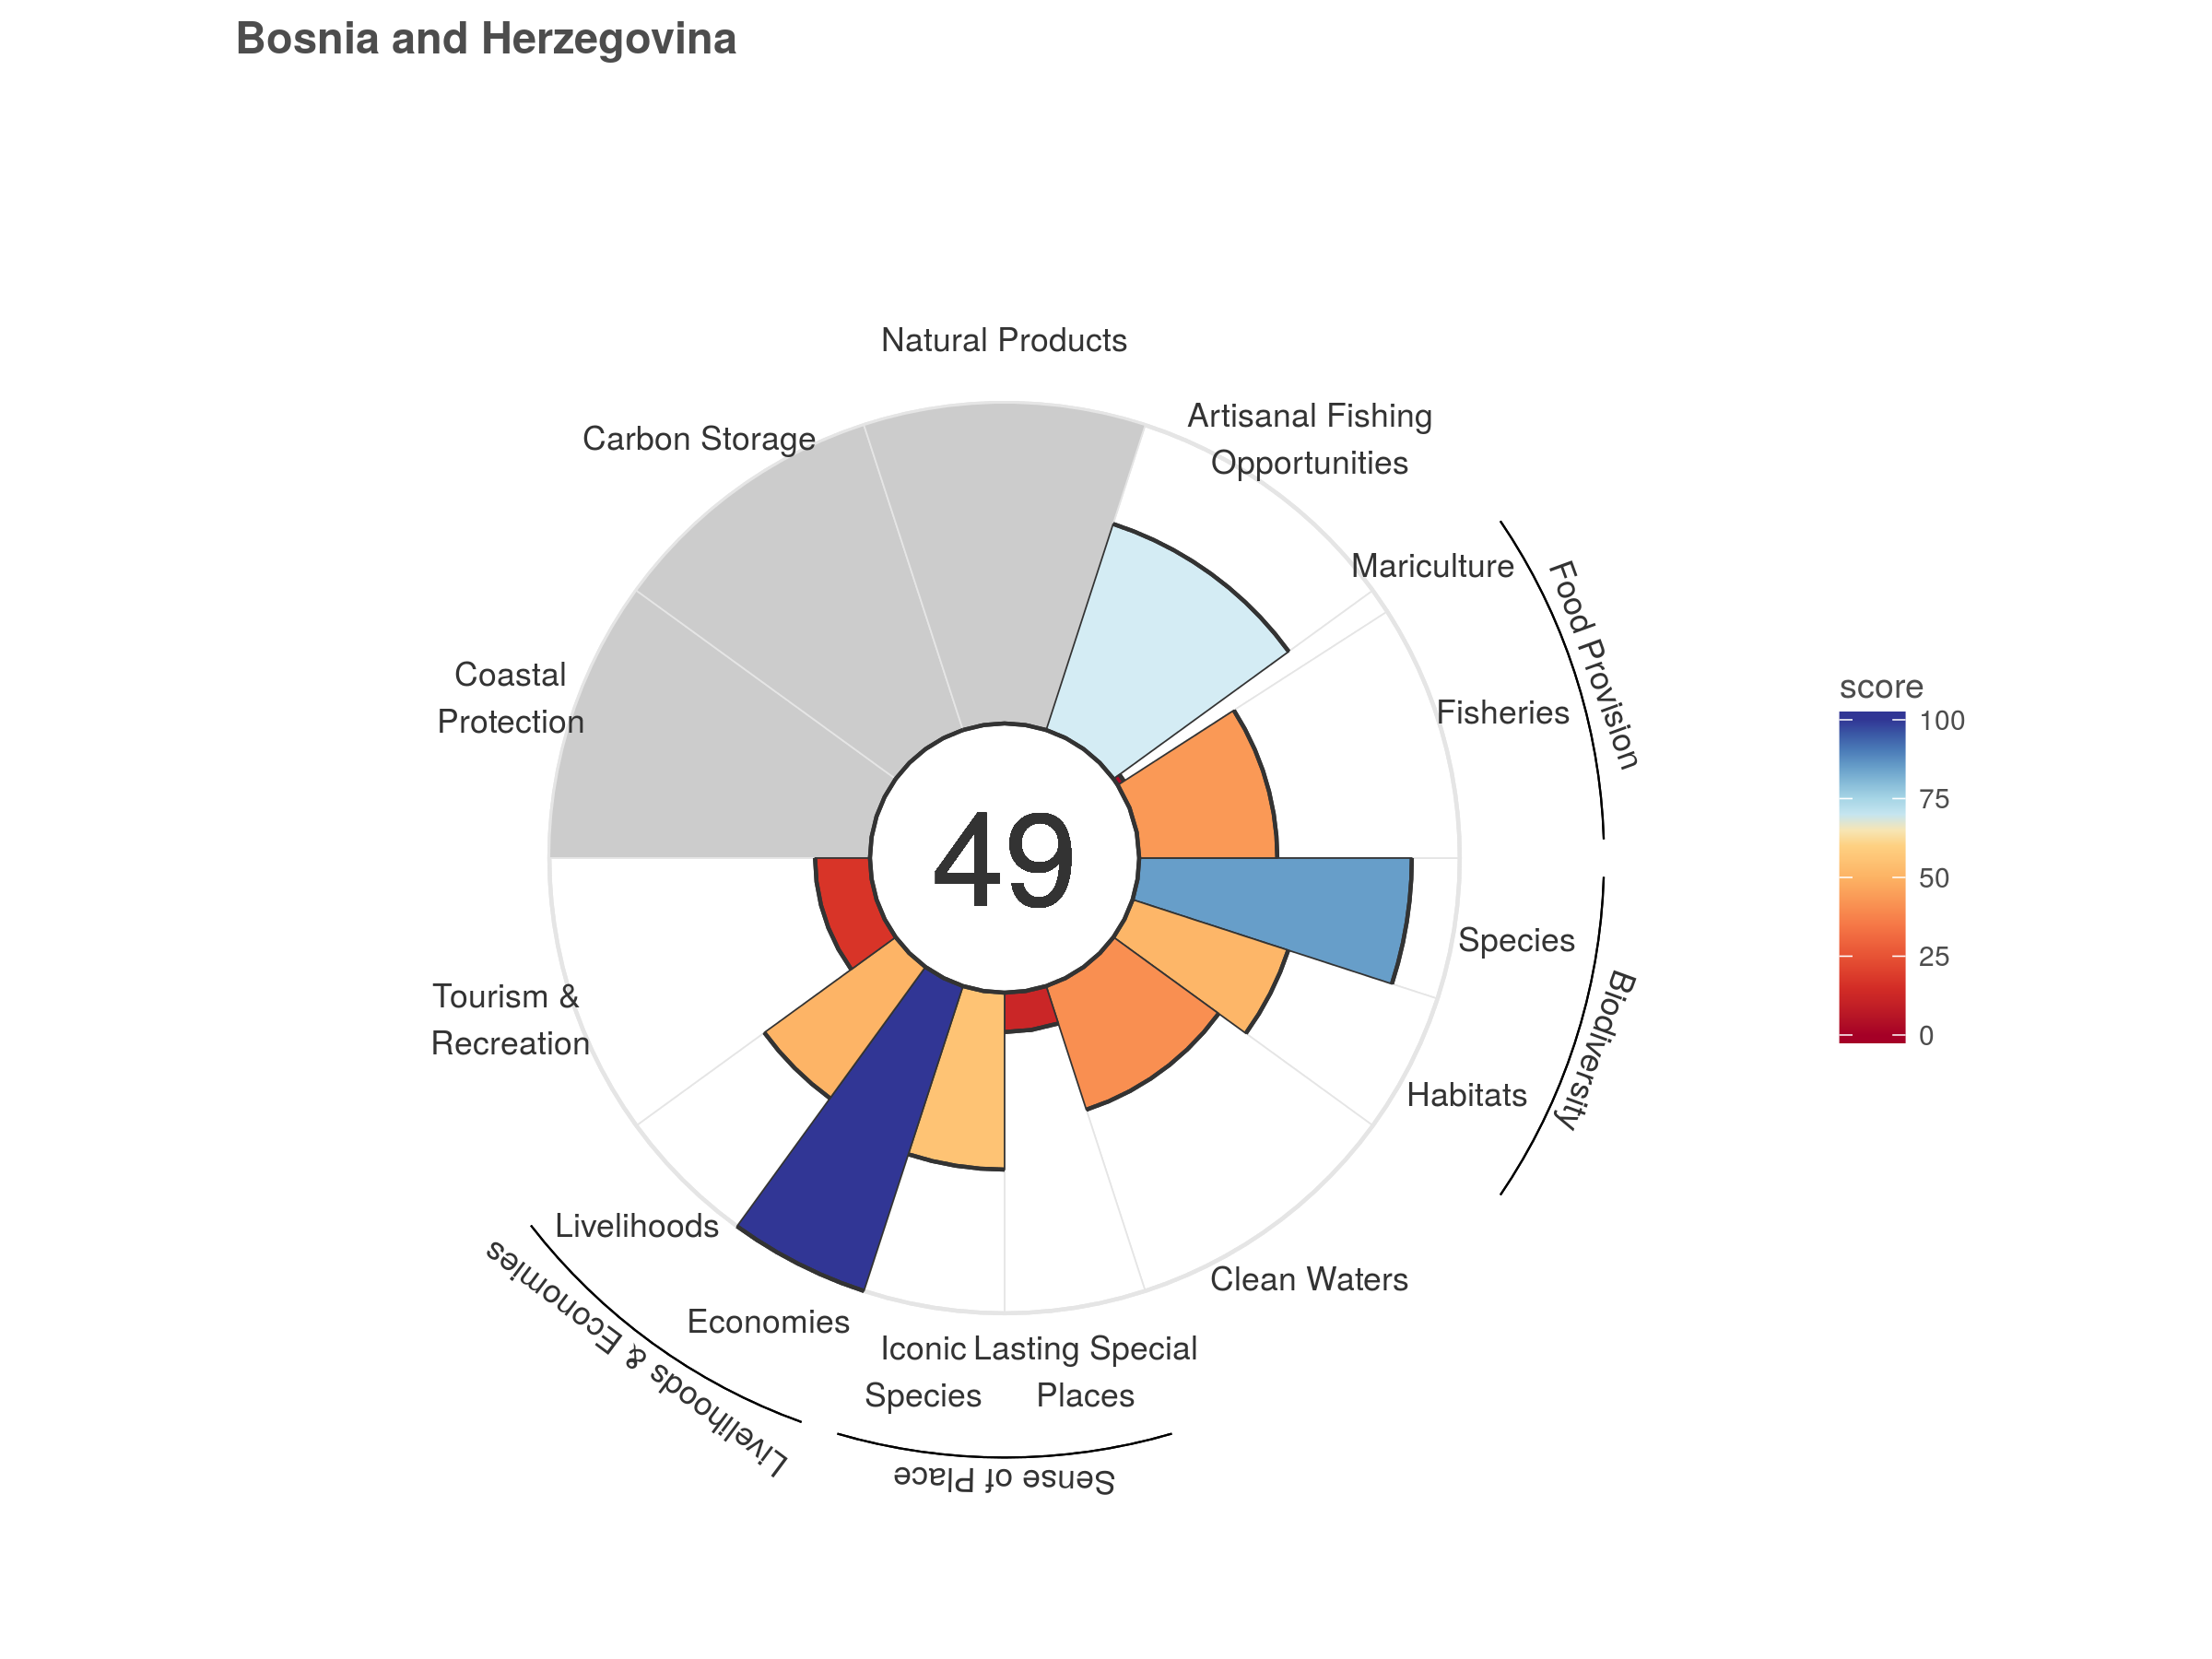 Bosnia and Herzegovina
Natural Products
Artisanal Fishing
Opportunities
Carbon Storage
Mariculture
Food Provision
Fisheries
Coastal
Protection
score
100
75
50
25
0
49
Species
Biodiversity
Habitats
Tourism &
Recreation
Livelihoods
Clean Waters
Economies
Iconic
Species
Lasting Special
Places
Livelihoods & Economies
Sense of Place